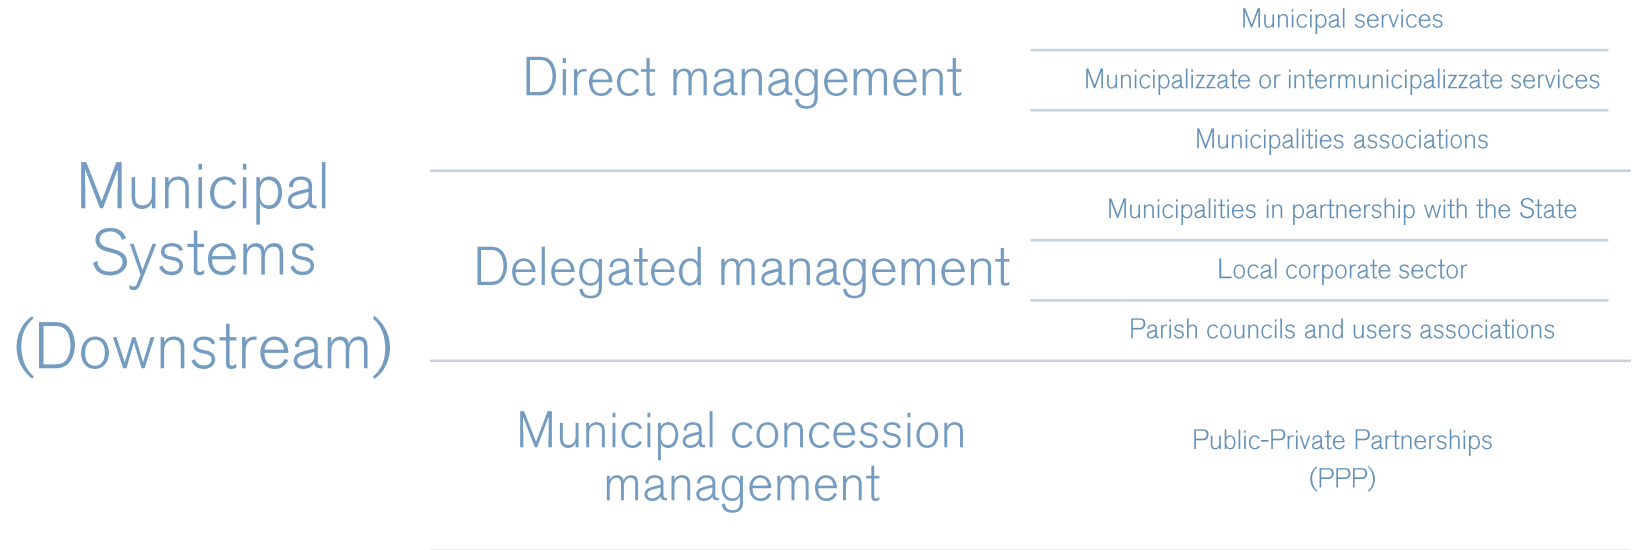 Municipal
Systems
(Downstream)
Direct management
Municipal services
Municipalizzate or intermunicipalizzate services
Municipalities associations
Delegated management
Municipalities in partnership with the State
Local corporate sector
Parish councils and users associations
Municipal concession
management
Public-Private Partnerships
(PPP)